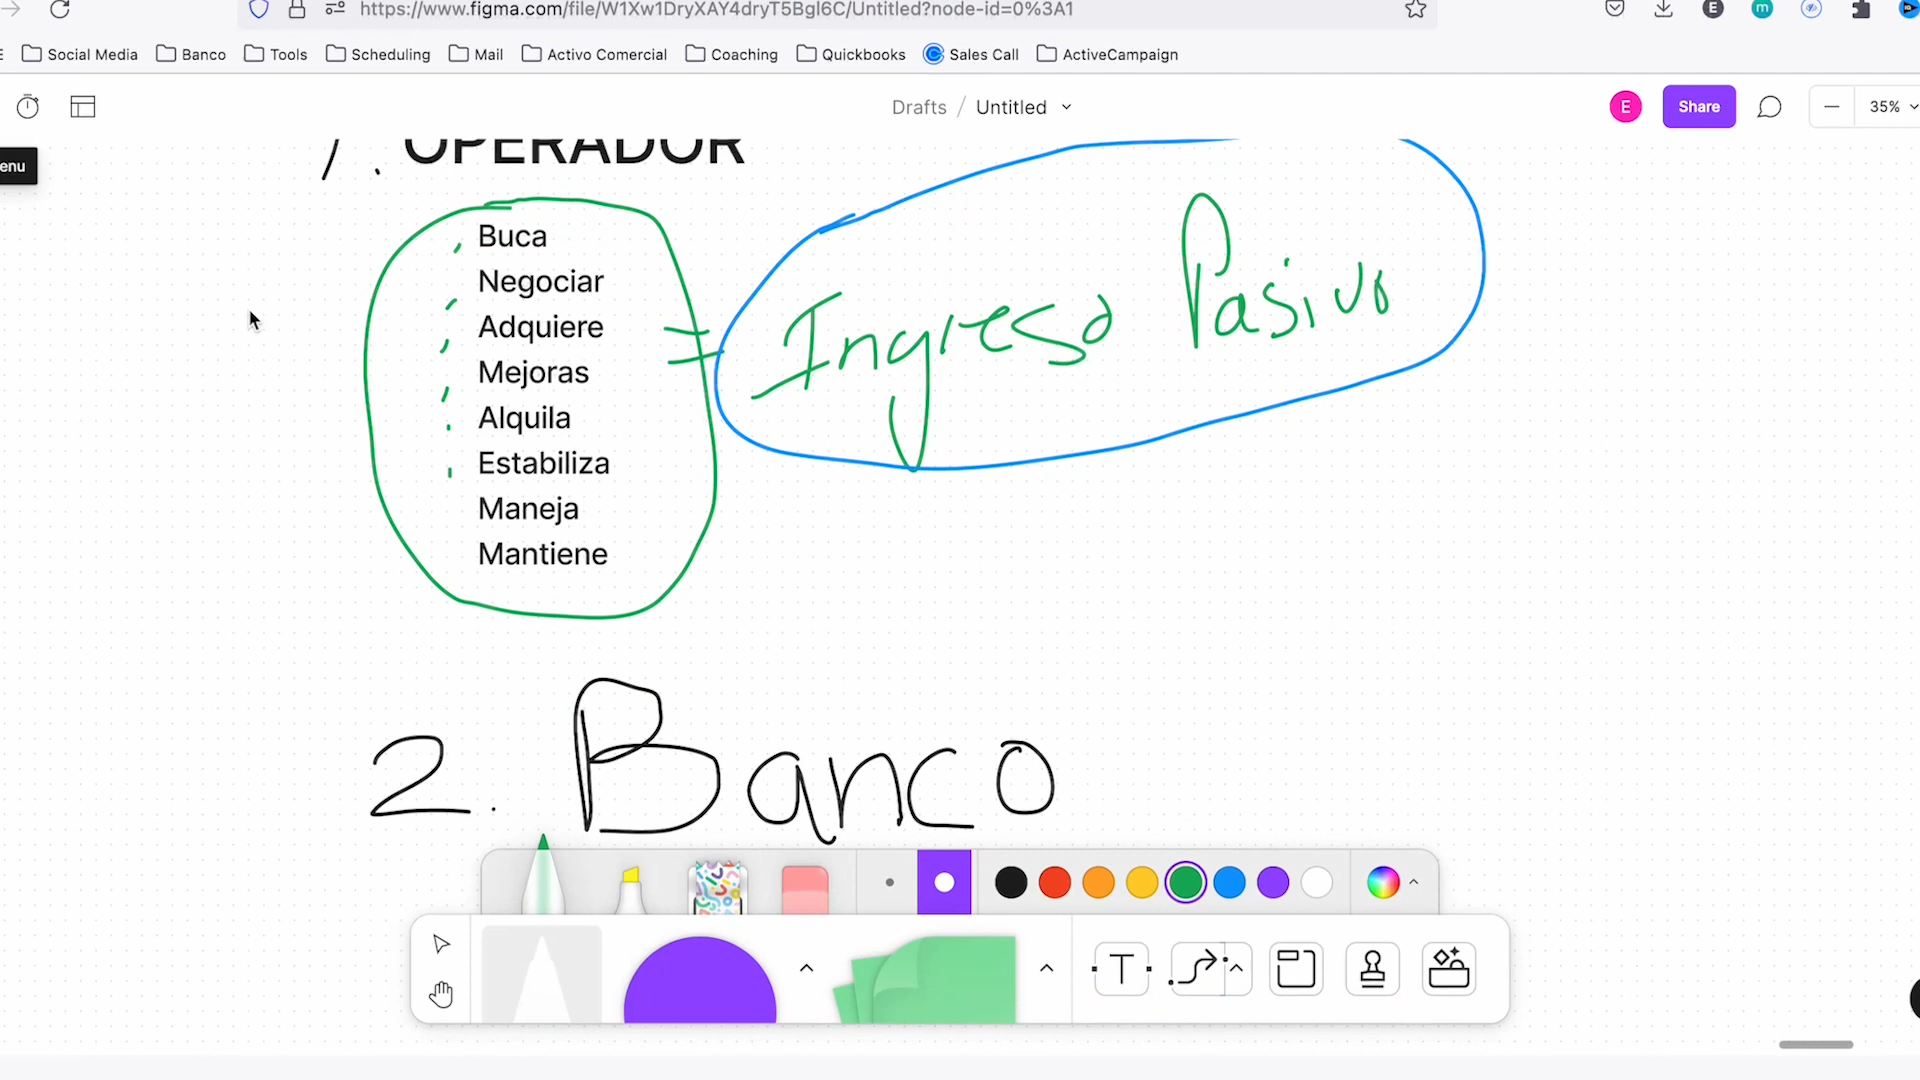 https://www.figma.com/file/W1Xw1DryXAY4dryT5Bgl6C/Untitled?node-id=0%3A1
E m
Social Media Banco Tools Scheduling Mail Activo Comercial Coaching Quickbooks Sales Call ActiveCampaign
Drafts / Untitled E Share 35%
enu
1. OPERADOR
Buca
Negociar
Adquiere
Mejoras
Alquila
Estabiliza
Maneja
Mantiene
= Ingreso Pasivo
2. Banco
T